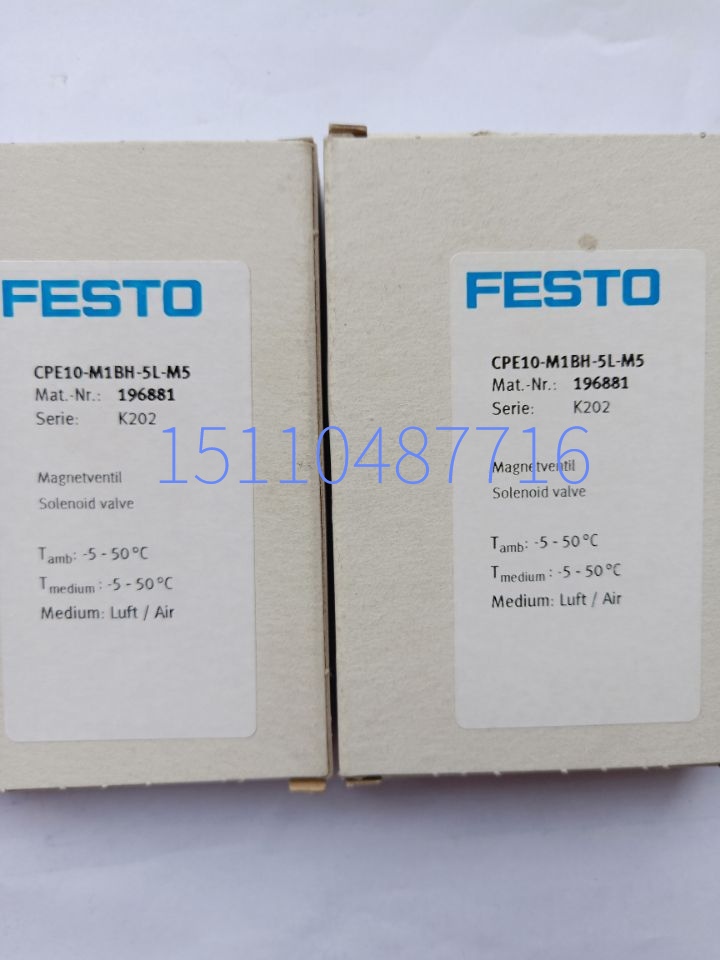 FESTO
CPE10-M1BH-5L-M5
Mat.-Nr.: 196881
Serie: K202
Magnetventil
Solenoid valve
Tamb: -5 - 50 °C
Tmedium : -5 - 50 °C
Medium: Luft / Air
FESTO
CPE10-M1BH-5L-M5
Mat.-Nr.: 196881
Serie: K202
Magnetventil
Solenoid valve
Tamb: -5 - 50 °C
Tmedium : -5 - 50 °C
Medium: Luft / Air
15110487716